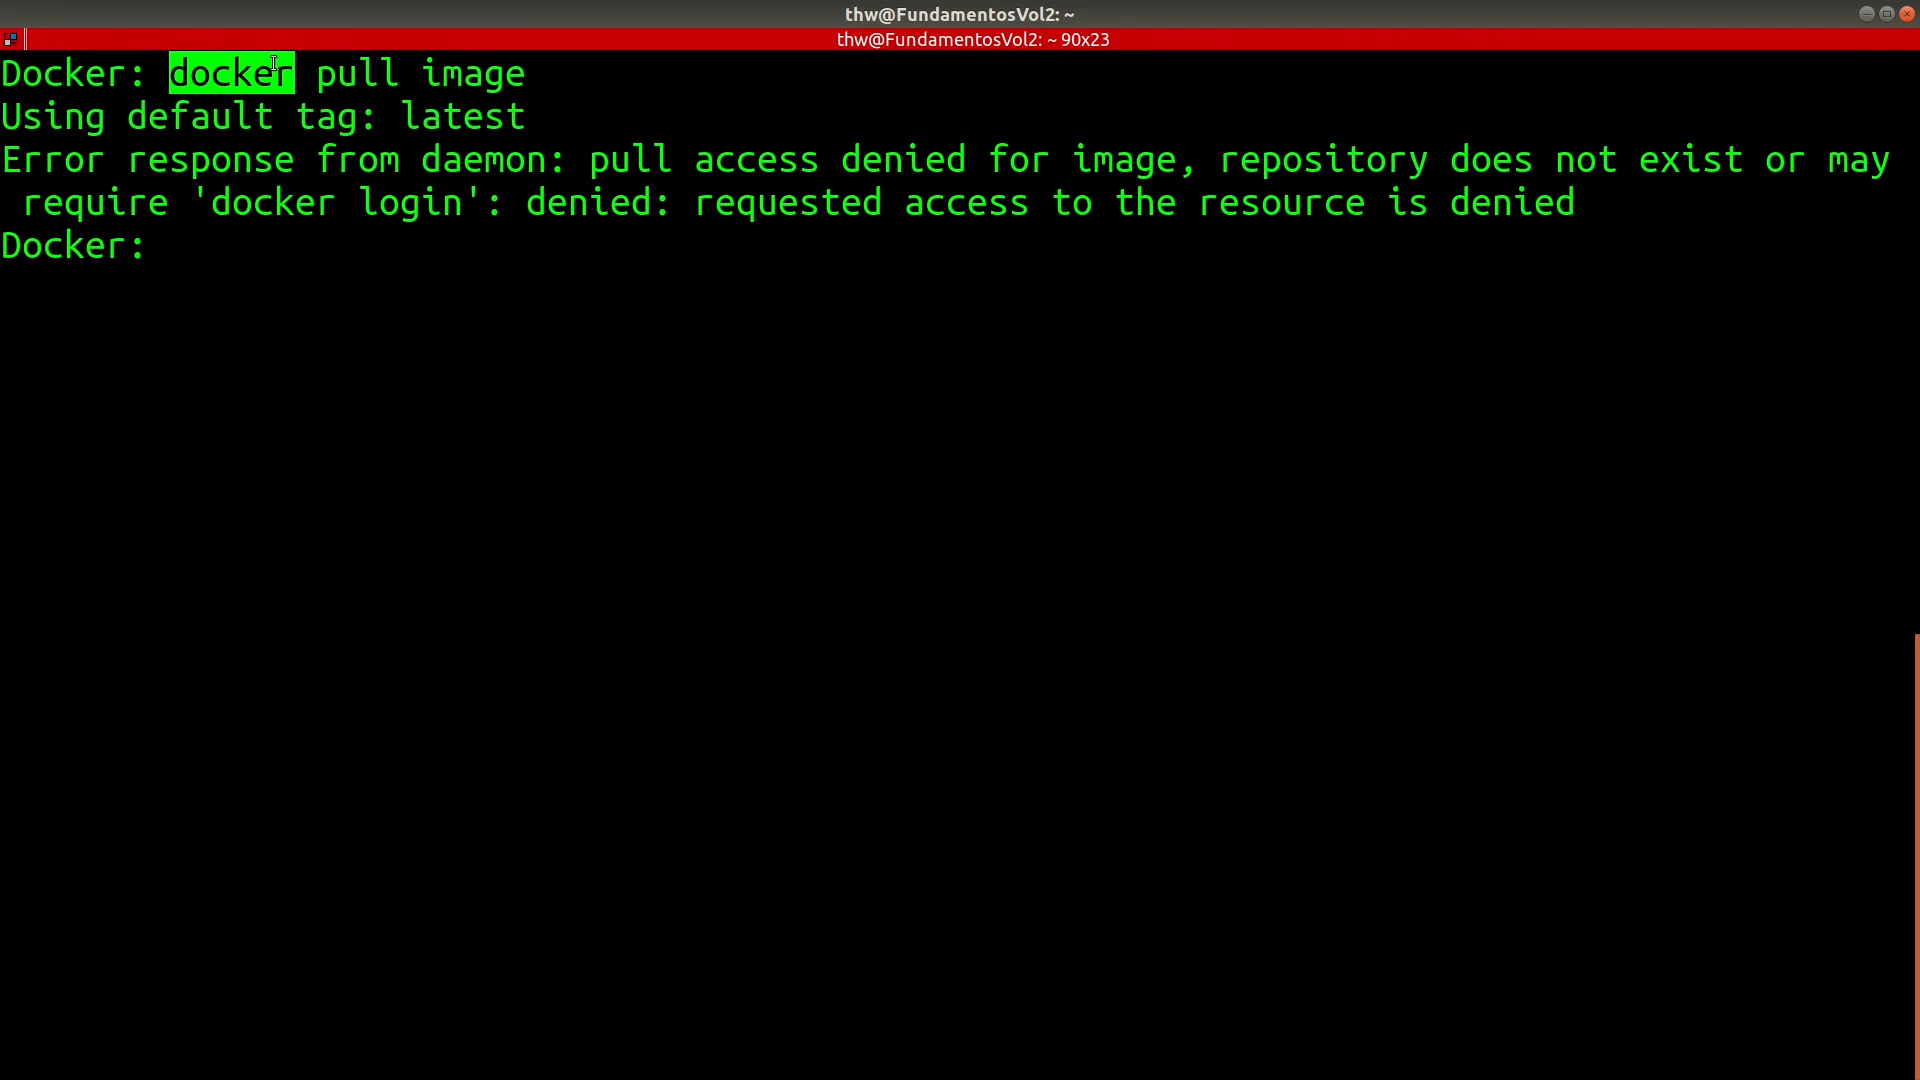 thw@FundamentosVol2: ~
thw@FundamentosVol2: ~ 90x23
Docker: docker pull image
Using default tag: latest
Error response from daemon: pull access denied for image, repository does not exist or may
 require 'docker login': denied: requested access to the resource is denied
Docker: